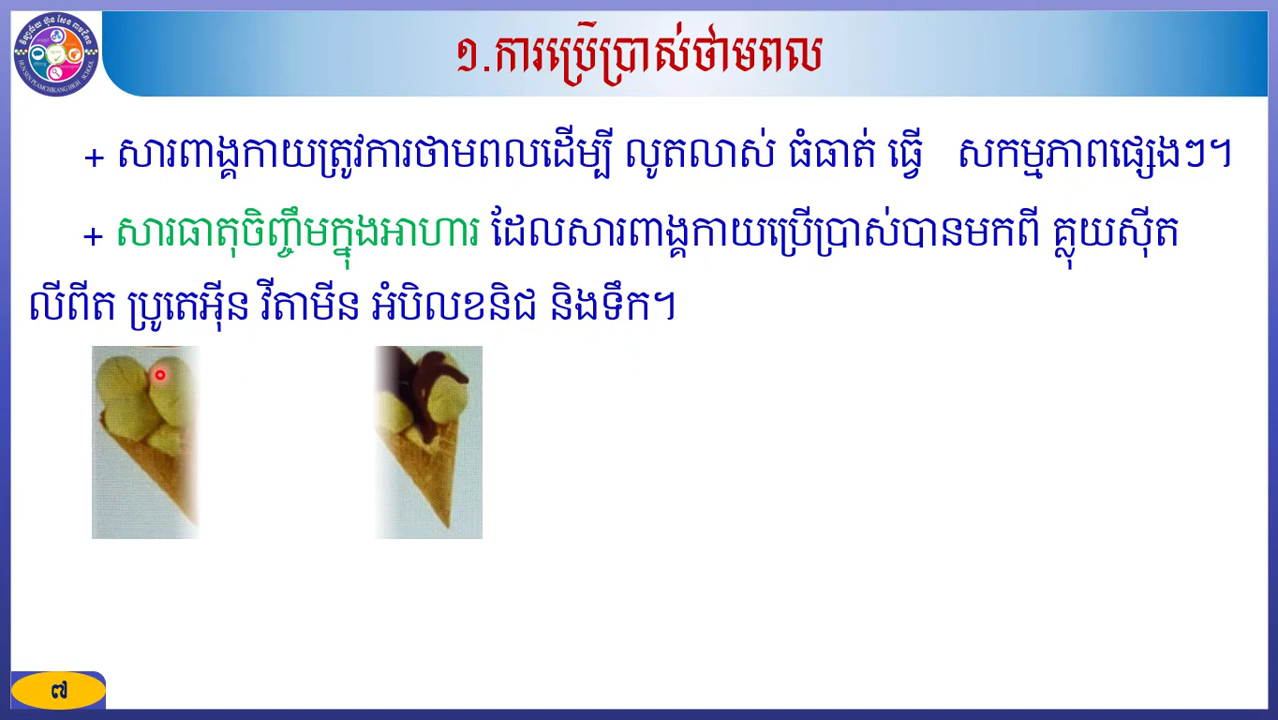 HUN SEN PEAMCHIKANG HIGH SCHOOL
១.ការប្រើប្រាស់ថាមពល
+ សារពាង្គកាយត្រូវការថាមពលដើម្បី លូតលាស់ ធំធាត់ ធ្វើ សកម្មភាពផ្សេងៗ។
+ សារធាតុចិញ្ចឹមក្នុងអាហារ ដែលសារពាង្គកាយប្រើប្រាស់បានមកពី គ្លុយស៊ីត
លីពីត ប្រូតេអ៊ីន វីតាមីន អំបិលខនិជ និងទឹក។
៧